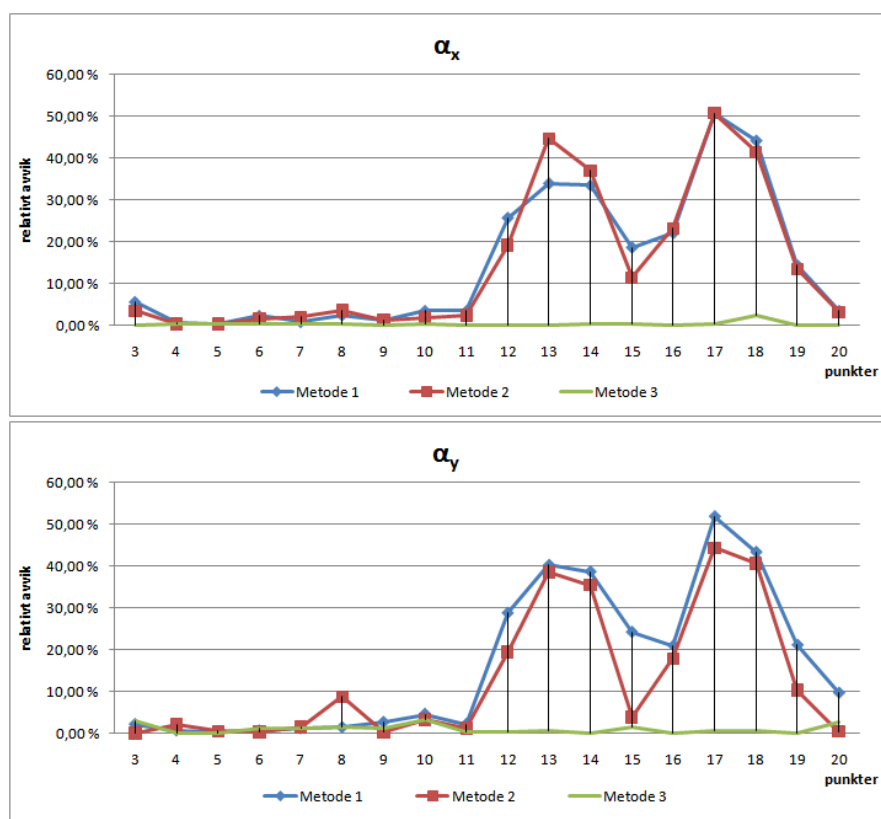 αx
60,00 %
50,00 %
40,00 %
30,00 %
20,00 %
10,00 %
0,00 %
relativt avvik
3 4 5 6 7 8 9 10 11 12 13 14 15 16 17 18 19 20
punkter
Metode 1 Metode 2 Metode 3
αy
60,00 %
50,00 %
40,00 %
30,00 %
20,00 %
10,00 %
0,00 %
relativt avvik
3 4 5 6 7 8 9 10 11 12 13 14 15 16 17 18 19 20
punkter
Metode 1 Metode 2 Metode 3